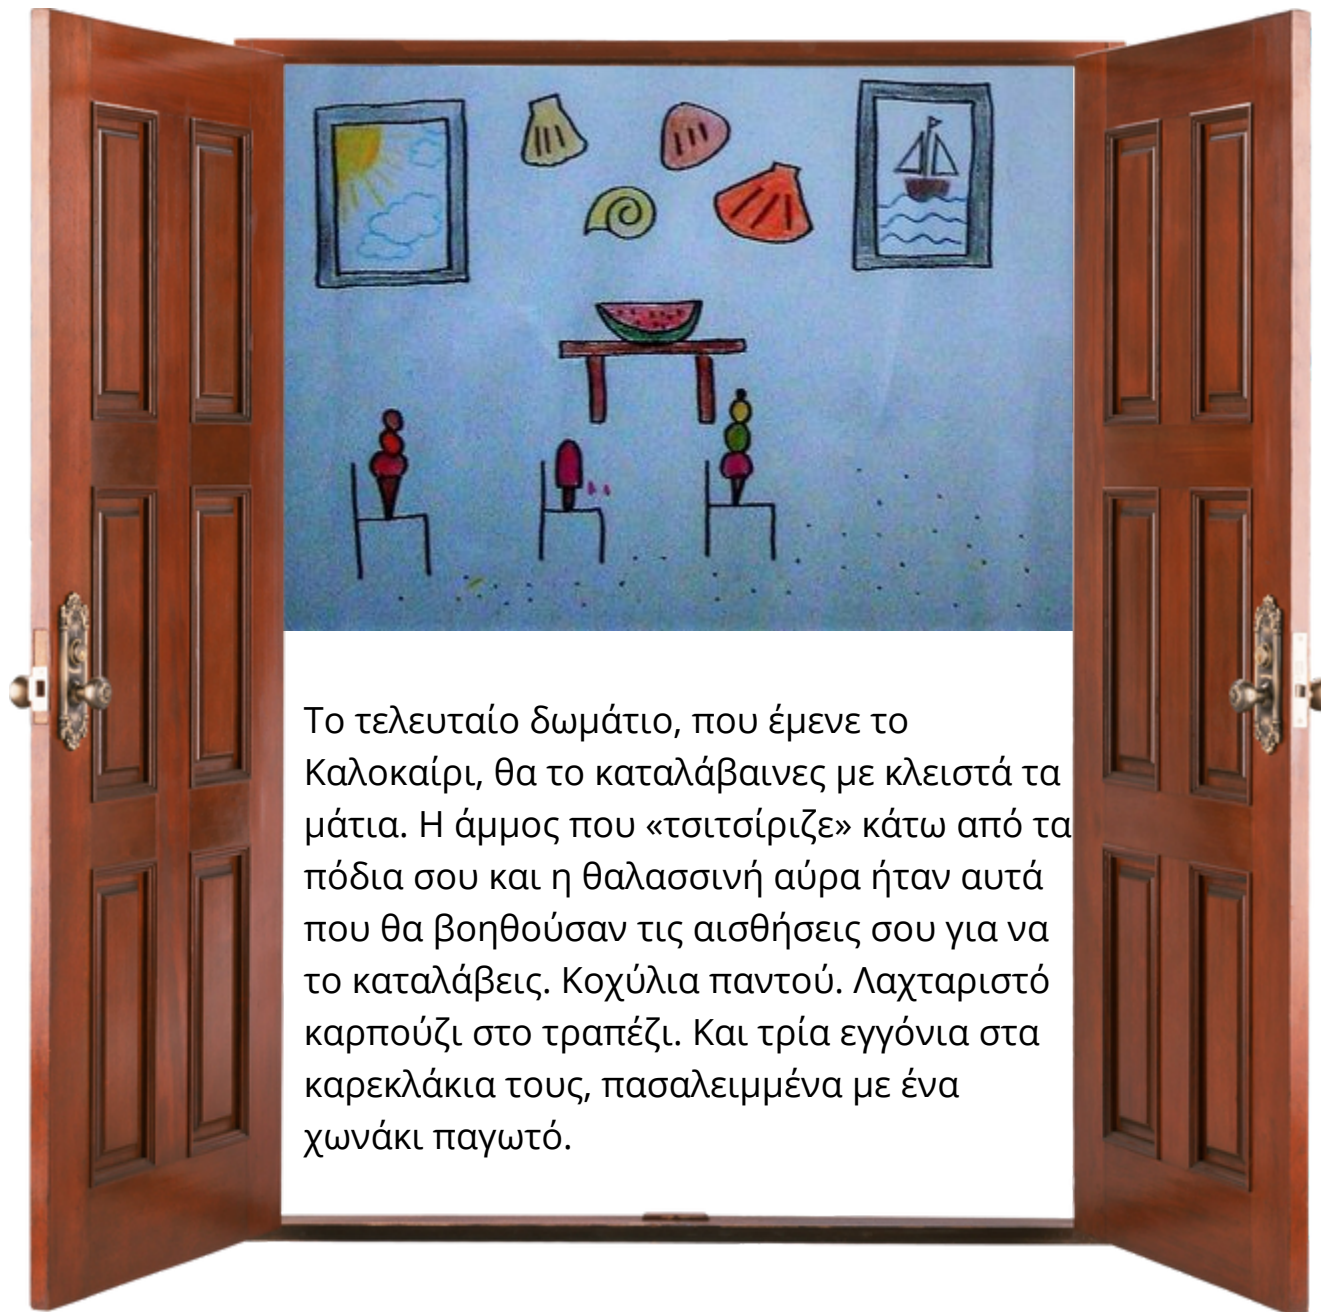 Το τελευταίο δωμάτιο, που έμενε το
Καλοκαίρι, θα το καταλάβαινες με κλειστά τα
μάτια. Η άμμος που «τσιτσίριζε» κάτω από τα
πόδια σου και η θαλασσινή αύρα ήταν αυτά
που θα βοηθούσαν τις αισθήσεις σου για να
το καταλάβεις. Κοχύλια παντού. Λαχταριστό
καρπούζι στο τραπέζι. Και τρία εγγόνια στα
καρεκλάκια τους, πασαλειμμένα με ένα
χωνάκι παγωτό.